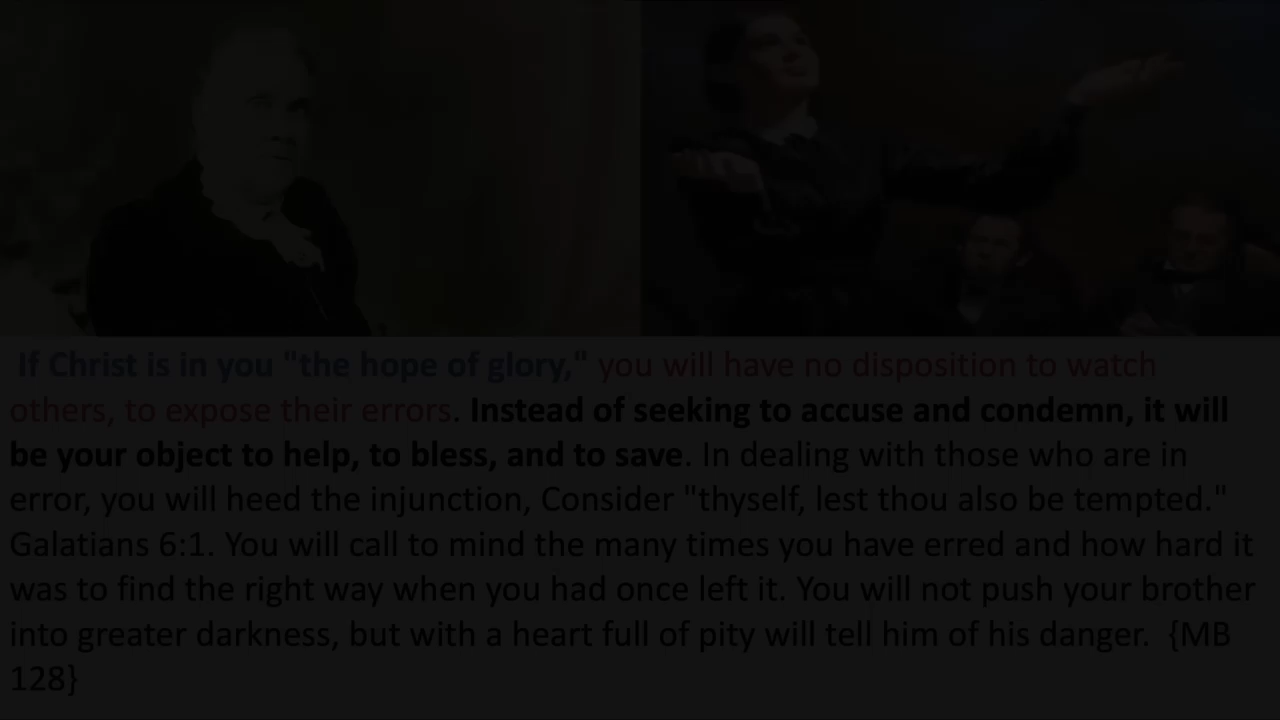 If Christ is in you "the hope of glory," you will have no disposition to watch
others, to expose their errors. Instead of seeking to accuse and condemn, it will
be your object to help, to bless, and to save. In dealing with those who are in
error, you will heed the injunction, Consider "thyself, lest thou also be tempted."
Galatians 6:1. You will call to mind the many times you have erred and how hard it
was to find the right way when you had once left it. You will not push your brother
into greater darkness, but with a heart full of pity will tell him of his danger. {MB
128}